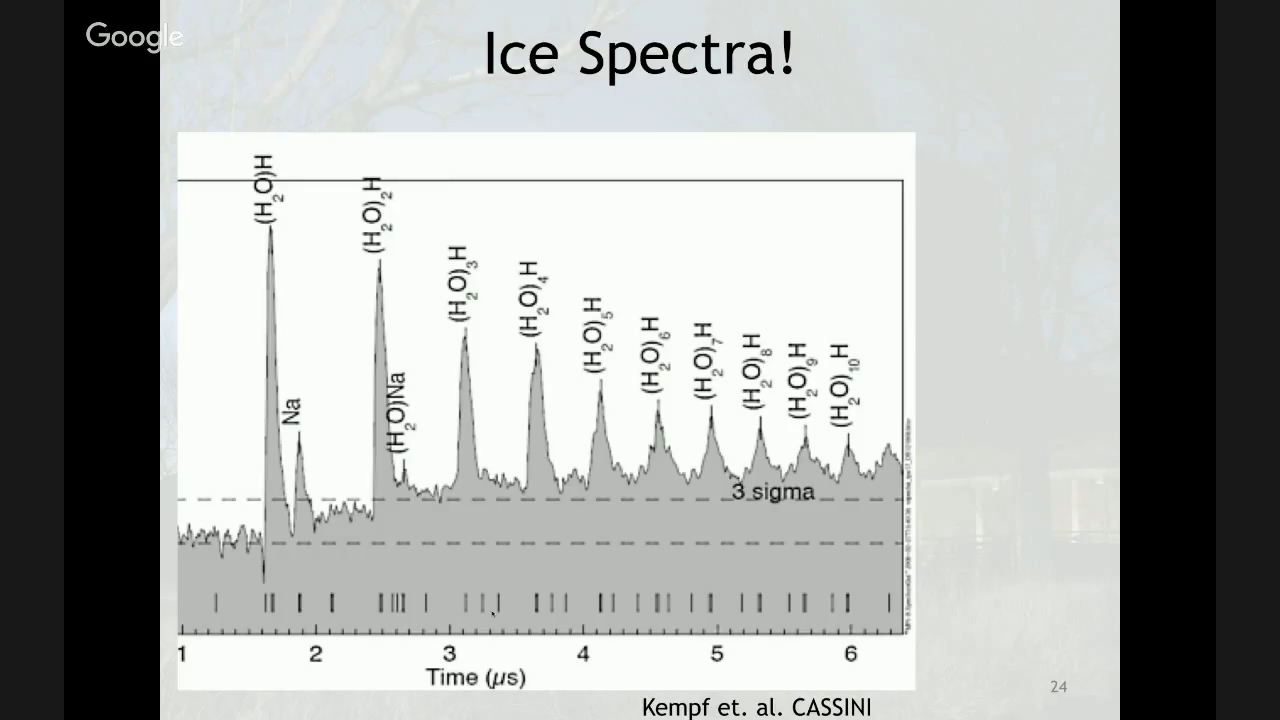 Google
Ice Spectra!
(H2O)H
Na
(H2O)2H
(H2O)Na
(H2O)3H
(H2O)4H
(H2O)5H
(H2O)6H
(H2O)7H
(H2O)8H
(H2O)9H
(H2O)10H
3 sigma
1 2 3 4 5 6
Time (µs)
24
Kempf et. al. CASSINI